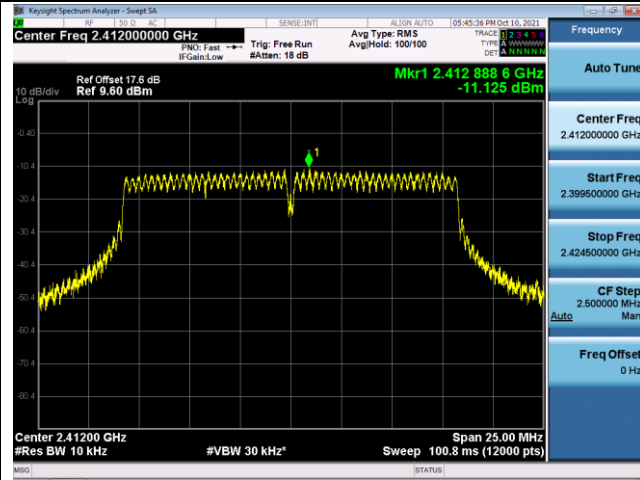 Keysight Spectrum Analyzer - Swept SA
RF 50 Ω AC SENSE:INT ALIGN AUTO 05:45:36 PM Oct 10, 2021
Center Freq 2.412000000 GHz
PNO: Fast
IFGain:Low
Trig: Free Run
#Atten: 18 dB
Avg Type: RMS
Avg|Hold: 100/100
TRACE 1 2 3 4 5 6
TYPE A WWWWW
DET A N N N N N
Frequency
Auto Tune
Center Freq
2.412000000 GHz
Start Freq
2.399500000 GHz
Stop Freq
2.424500000 GHz
CF Step
2.500000 MHz
Auto Man
Freq Offset
0 Hz
Mkr1 2.412 888 6 GHz
-11.125 dBm
Ref Offset 17.6 dB
10 dB/div Ref 9.60 dBm
Log
-0.40
-10.4
-20.4
-30.4
-40.4
-50.4
-60.4
-70.4
-80.4
1
Center 2.41200 GHz Span 25.00 MHz
#Res BW 10 kHz #VBW 30 kHz* Sweep 100.8 ms (12000 pts)
MSG STATUS